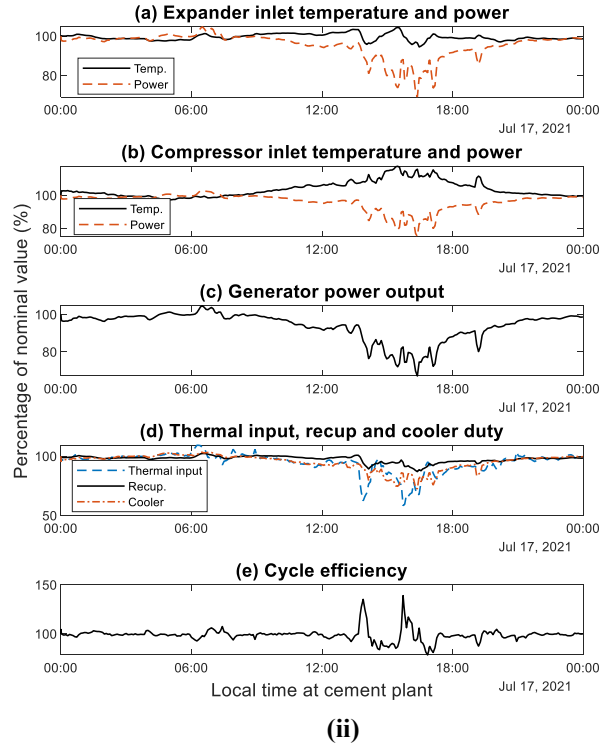 (a) Expander inlet temperature and power
100
80
Temp.
Power
00:00 06:00 12:00 18:00 00:00
Jul 17, 2021
(b) Compressor inlet temperature and power
100
80
Temp.
Power
00:00 06:00 12:00 18:00 00:00
Jul 17, 2021
Percentage of nominal value (%)
(c) Generator power output
100
80
00:00 06:00 12:00 18:00 00:00
Jul 17, 2021
(d) Thermal input, recup and cooler duty
100
50
Thermal input
Recup.
Cooler
00:00 06:00 12:00 18:00 00:00
Jul 17, 2021
(e) Cycle efficiency
150
100
00:00 06:00 12:00 18:00 00:00
Local time at cement plant
Jul 17, 2021
(ii)